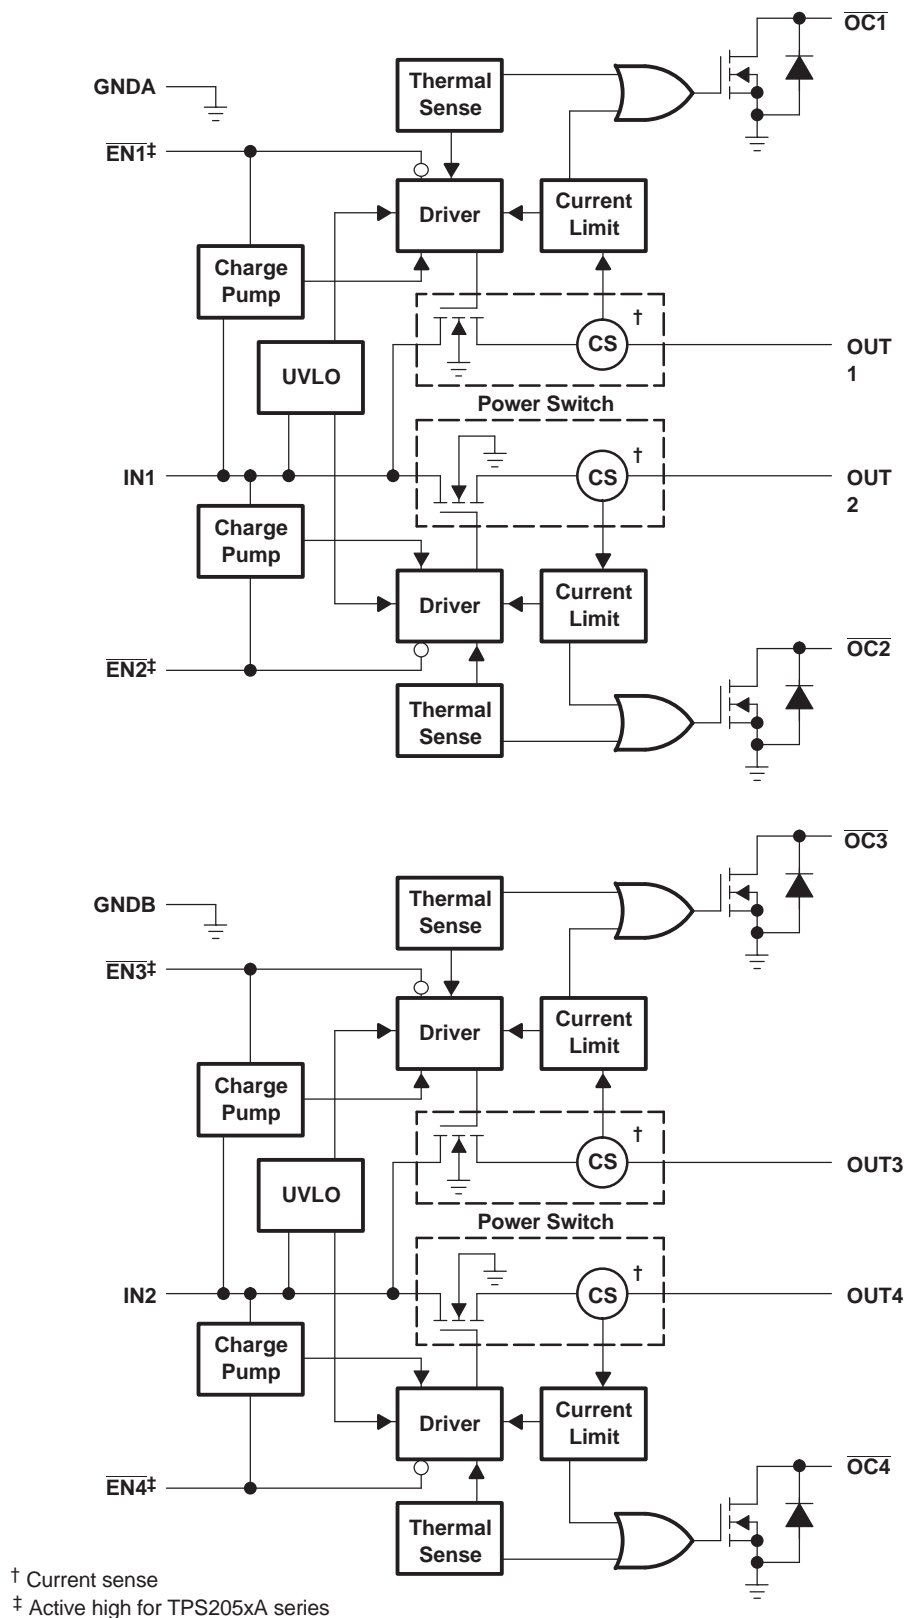 OC1
Thermal
Sense
GNDA
EN1‡
Driver
Current
Limit
Charge
Pump
†
CS
OUT
1
UVLO
Power Switch
†
IN1
CS
OUT
2
Charge
Pump
Driver
Current
Limit
OC2
EN2‡
Thermal
Sense
OC3
Thermal
Sense
GNDB
EN3‡
Driver
Current
Limit
Charge
Pump
†
CS
OUT3
UVLO
Power Switch
†
IN2
CS
OUT4
Charge
Pump
Driver
Current
Limit
OC4
EN4‡
Thermal
Sense
† Current sense
‡ Active high for TPS205xA series